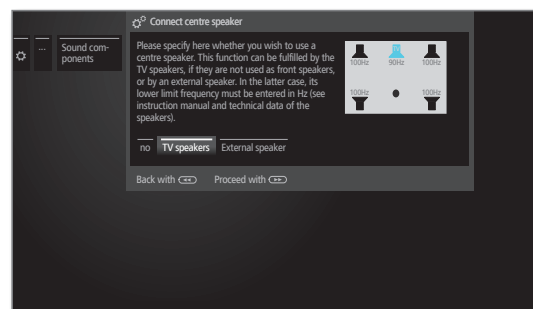 Connect centre speaker
...
Sound com-
ponents
Please specify here whether you wish to use a
centre speaker. This function can be fulfilled by the
TV speakers, if they are not used as front speakers,
or by an external speaker. In the latter case, its
lower limit frequency must be entered in Hz (see
instruction manual and technical data of the
speakers).
100Hz 90Hz 100Hz
100Hz 100Hz
no TV speakers External speaker
Back with Proceed with